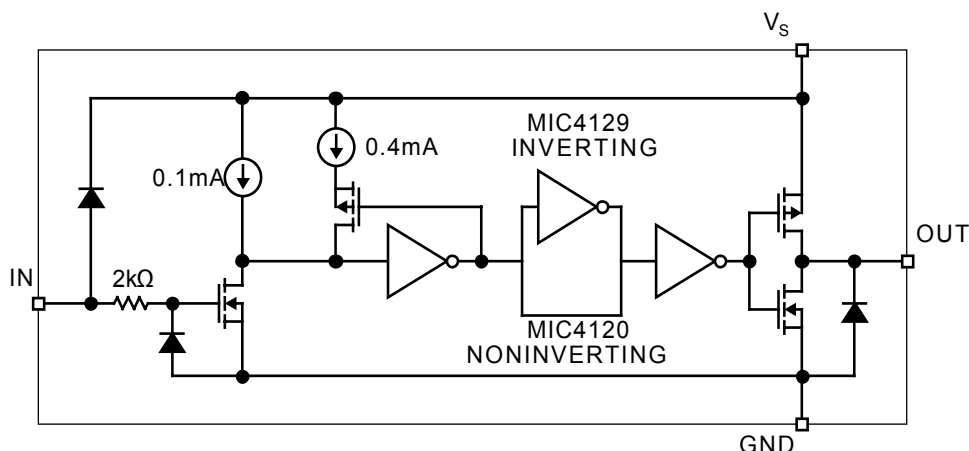 V_S
MIC4129
INVERTING
0.4mA
0.1mA
OUT
IN
2kΩ
MIC4120
NONINVERTING
GND